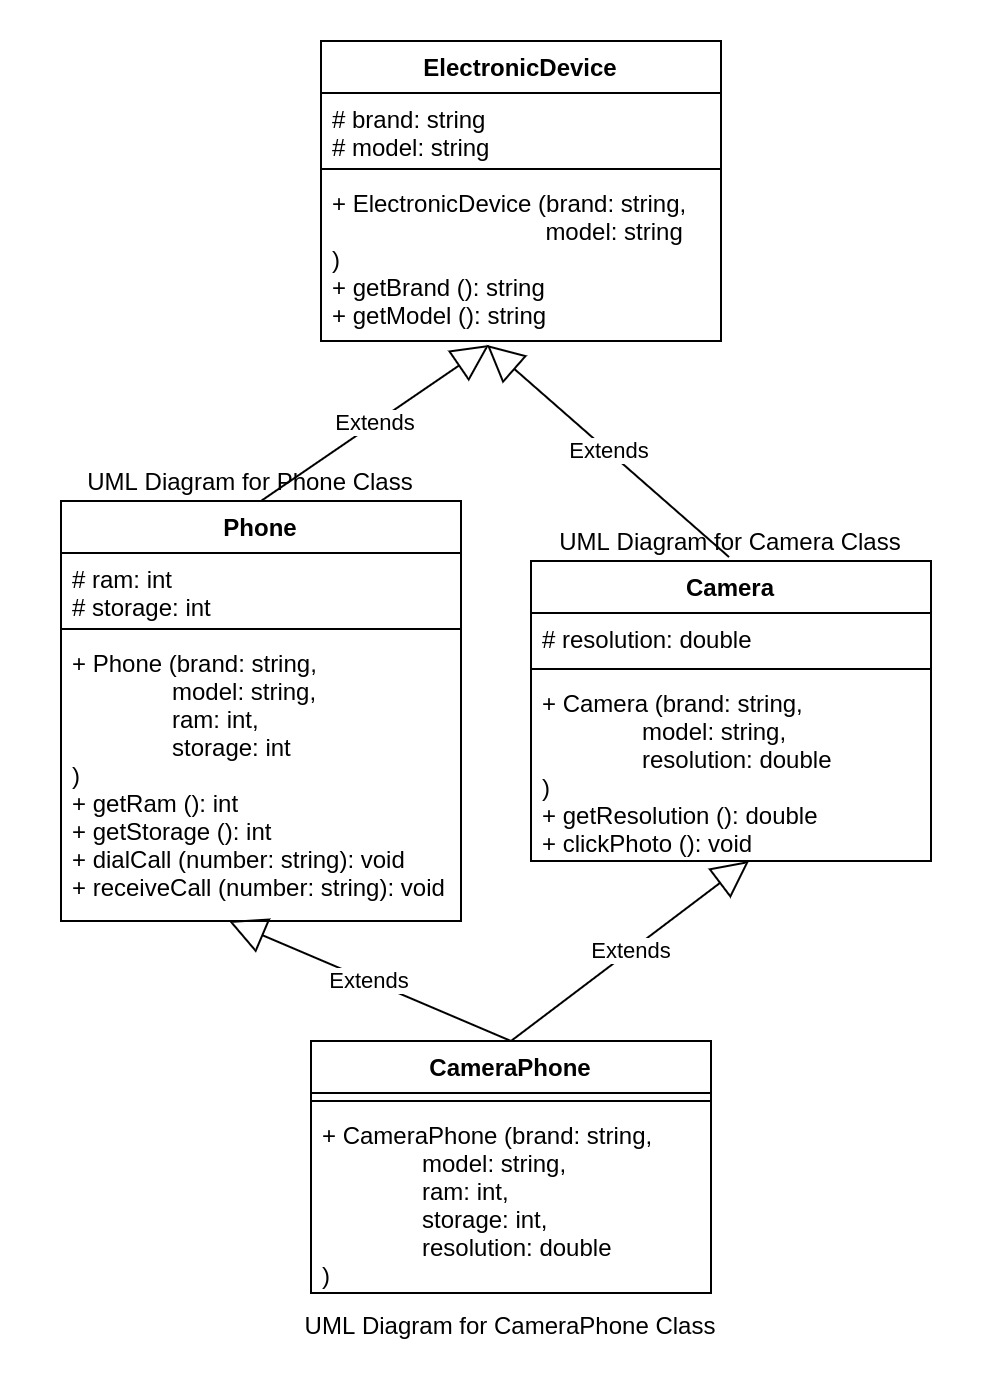 ElectronicDevice
# brand: string
# model: string
+ ElectronicDevice (brand: string,
model: string
)
+ getBrand (): string
+ getModel (): string
Extends
Extends
UML Diagram for Phone Class
Phone
# ram: int
# storage: int
+ Phone (brand: string,
model: string,
ram: int,
storage: int
)
+ getRam (): int
+ getStorage (): int
+ dialCall (number: string): void
+ receiveCall (number: string): void
UML Diagram for Camera Class
Camera
# resolution: double
+ Camera (brand: string,
model: string,
resolution: double
)
+ getResolution (): double
+ clickPhoto (): void
Extends
Extends
CameraPhone
+ CameraPhone (brand: string,
model: string,
ram: int,
storage: int,
resolution: double
)
UML Diagram for CameraPhone Class